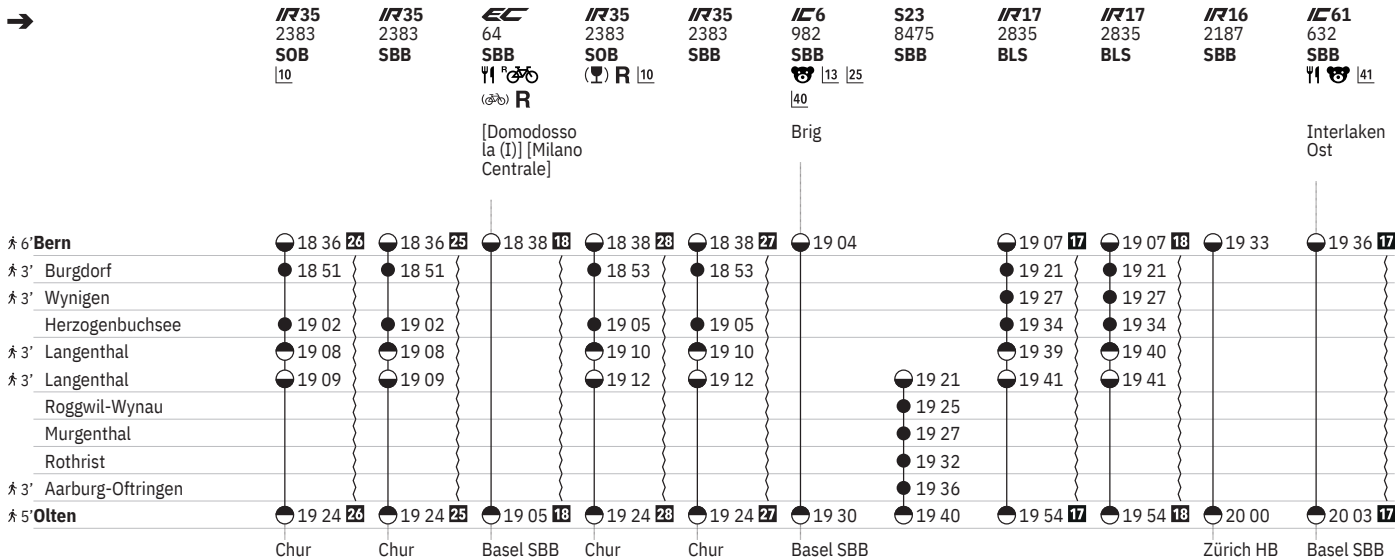 IR35 IR35 EC IR35 IR35 IC6 S23 IR17 IR17 IR16 IC61
2383 2383 64 2383 2383 982 8475 2835 2835 2187 632
SOB SBB SBB SOB SBB SBB SBB BLS BLS SBB SBB
10 R R 10 13 25 41
R 40
[Domodosso Brig Interlaken
la (I)] [Milano Ost
Centrale]
6' Bern 18 36 26 18 36 25 18 38 18 18 38 28 18 38 27 19 04 19 07 17 19 07 18 19 33 19 36 17
3' Burgdorf 18 51 18 51 18 53 18 53 19 21 19 21
3' Wynigen 19 27 19 27
Herzogenbuchsee 19 02 19 02 19 05 19 05 19 34 19 34
3' Langenthal 19 08 19 08 19 10 19 10 19 39 19 40
3' Langenthal 19 09 19 09 19 12 19 12 19 21 19 41 19 41
Roggwil-Wynau 19 25
Murgenthal 19 27
Rothrist 19 32
3' Aarburg-Oftringen 19 36
5' Olten 19 24 26 19 24 25 19 05 18 19 24 28 19 24 27 19 30 19 40 19 54 17 19 54 18 20 00 20 03 17
Chur Chur Basel SBB Chur Chur Basel SBB Zürich HB Basel SBB